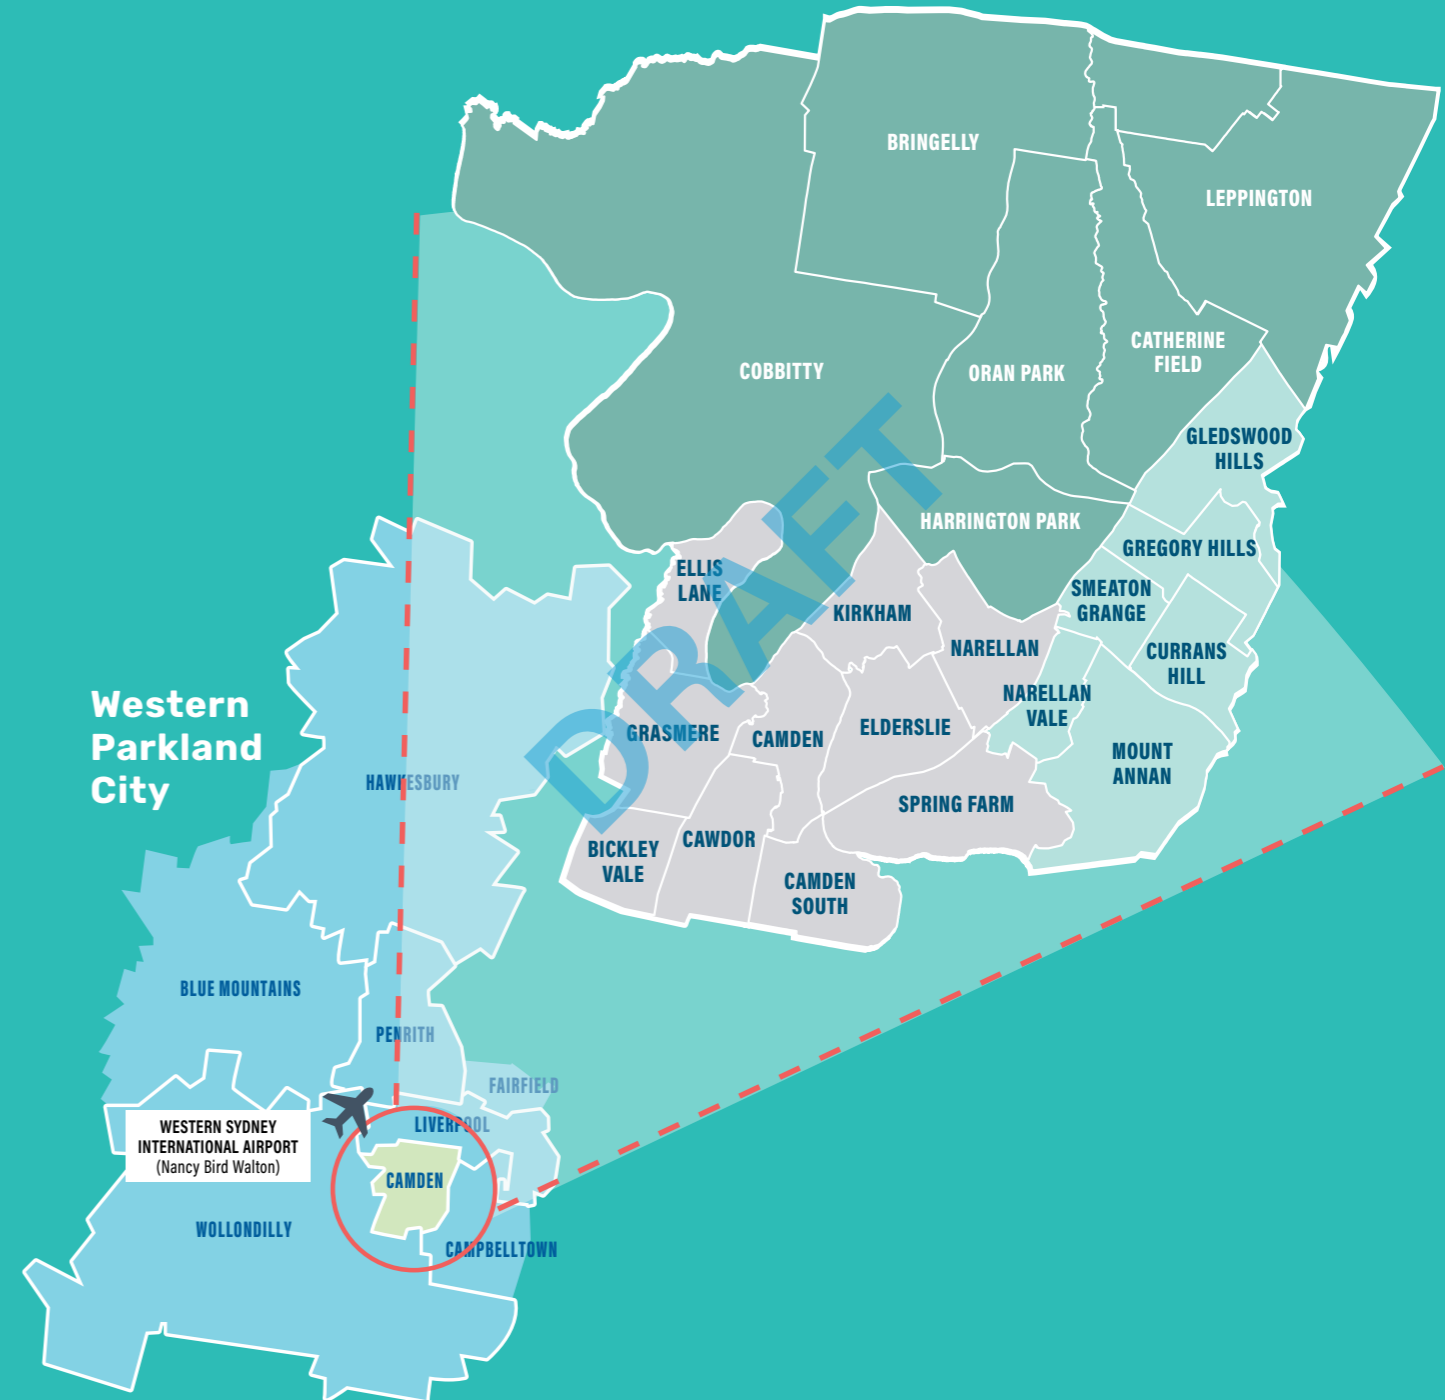 BRINGELLY
LEPPINGTON
COBBITTY
ORAN PARK
CATHERINE
FIELD
GLEDSWOOD
HILLS
HARRINGTON PARK
GREGORY HILLS
ELLIS
LANE
KIRKHAM
SMEATON
GRANGE
NARELLAN
CURRANS
HILL
NARELLAN
VALE
GRASMERE
CAMDEN
ELDERSLIE
MOUNT
ANNAN
SPRING FARM
BICKLEY
VALE
CAWDOR
CAMDEN
SOUTH
DRAFT
Western
Parkland
City
HAWKESBURY
BLUE MOUNTAINS
PENRITH
FAIRFIELD
LIVERPOOL
WESTERN SYDNEY
INTERNATIONAL AIRPORT
(Nancy Bird Walton)
CAMDEN
WOLLONDILLY
CAMPBELLTOWN